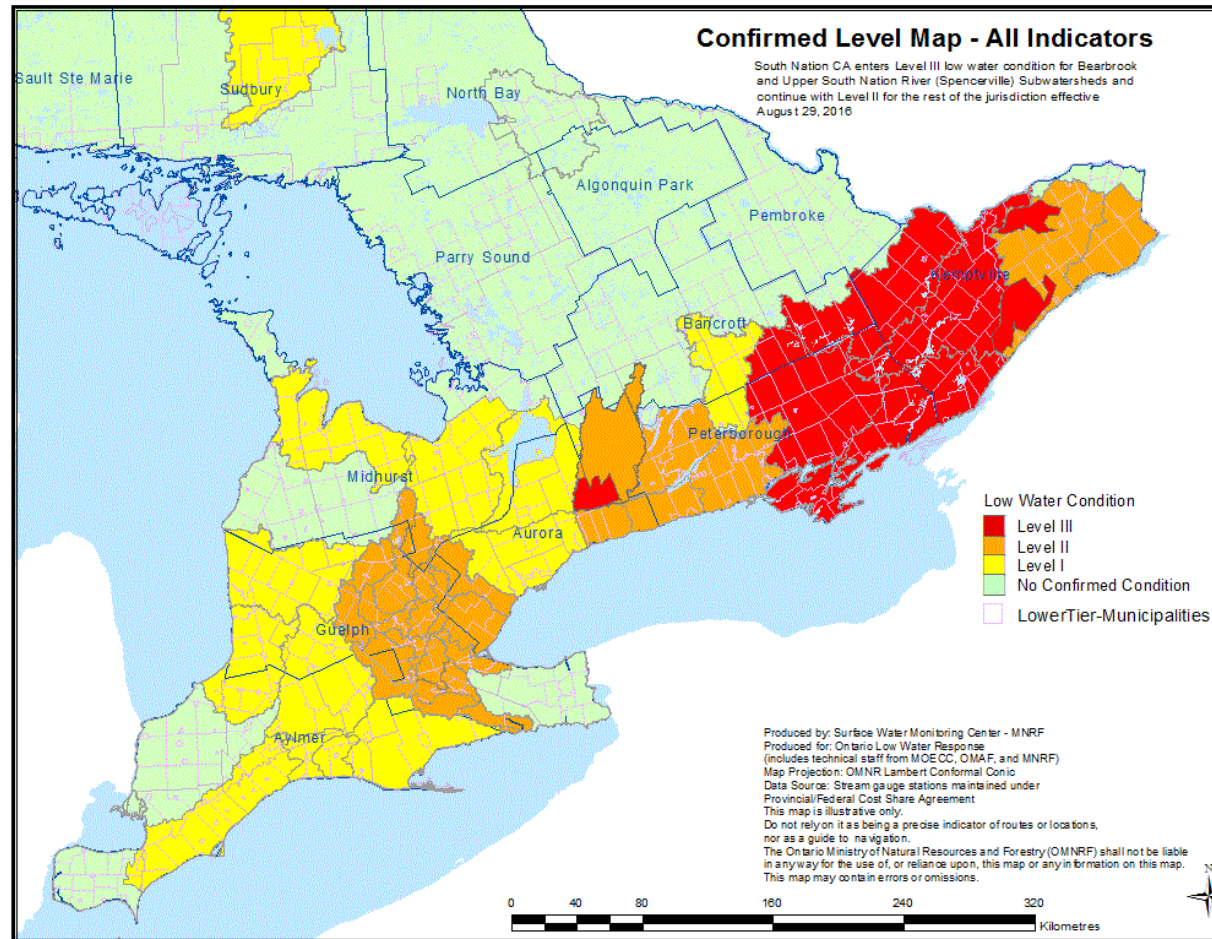 Confirmed Level Map - All Indicators
South Nation CA enters Level III low water condition for Bearbrook
and Upper South Nation River (Spencerville) Subwatersheds and
continue with Level II for the rest of the jurisdiction effective
August 29, 2016
Sault Ste Marie
Sudbury
North Bay
Algonquin Park
Pembroke
Parry Sound
Kemptville
Bancroft
Peterborough
Midhurst
Aurora
Guelph
Aylmer
Low Water Condition
Level III
Level II
Level I
No Confirmed Condition
LowerTier-Municipalities
Produced by: Surface Water Monitoring Center - MNRF
Produced for: Ontario Low Water Response
(includes technical staff from MOECC, OMAF, and MNRF)
Map Projection: OMNR Lambert Conformal Conic
Data Source: Stream gauge stations maintained under
Provincial/Federal Cost Share Agreement
This map is illustrative only.
Do not rely on it as being a precise indicator of routes or locations,
nor as a guide to navigation.
The Ontario Ministry of Natural Resources and Forestry (OMNRF) shall not be liable
in any way for the use of, or reliance upon, this map or any information on this map.
This map may contain errors or omissions.
N
0 40 80 160 240 320
Kilometres